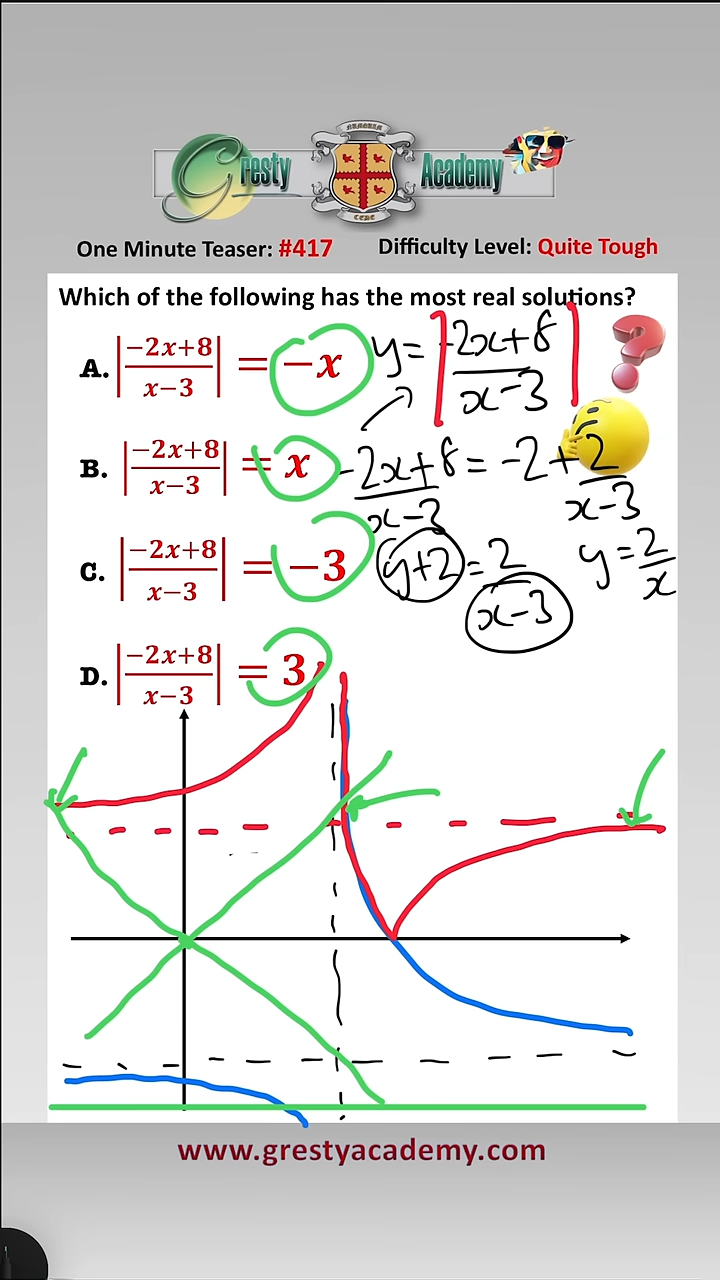 NUMQUAM
Gresty Academy
CEDE
One Minute Teaser: #417 Difficulty Level: Quite Tough
Which of the following has the most real solutions?
A. |(−2x+8)/(x−3)| = −x
y = |(-2x+8)/(x-3)|
B. |(−2x+8)/(x−3)| = x
(-2x+8)/(x-3) = -2 + 2/(x-3)
C. |(−2x+8)/(x−3)| = −3
y+2 = 2/(x-3)
y = 2/x
D. |(−2x+8)/(x−3)| = 3
www.grestyacademy.com